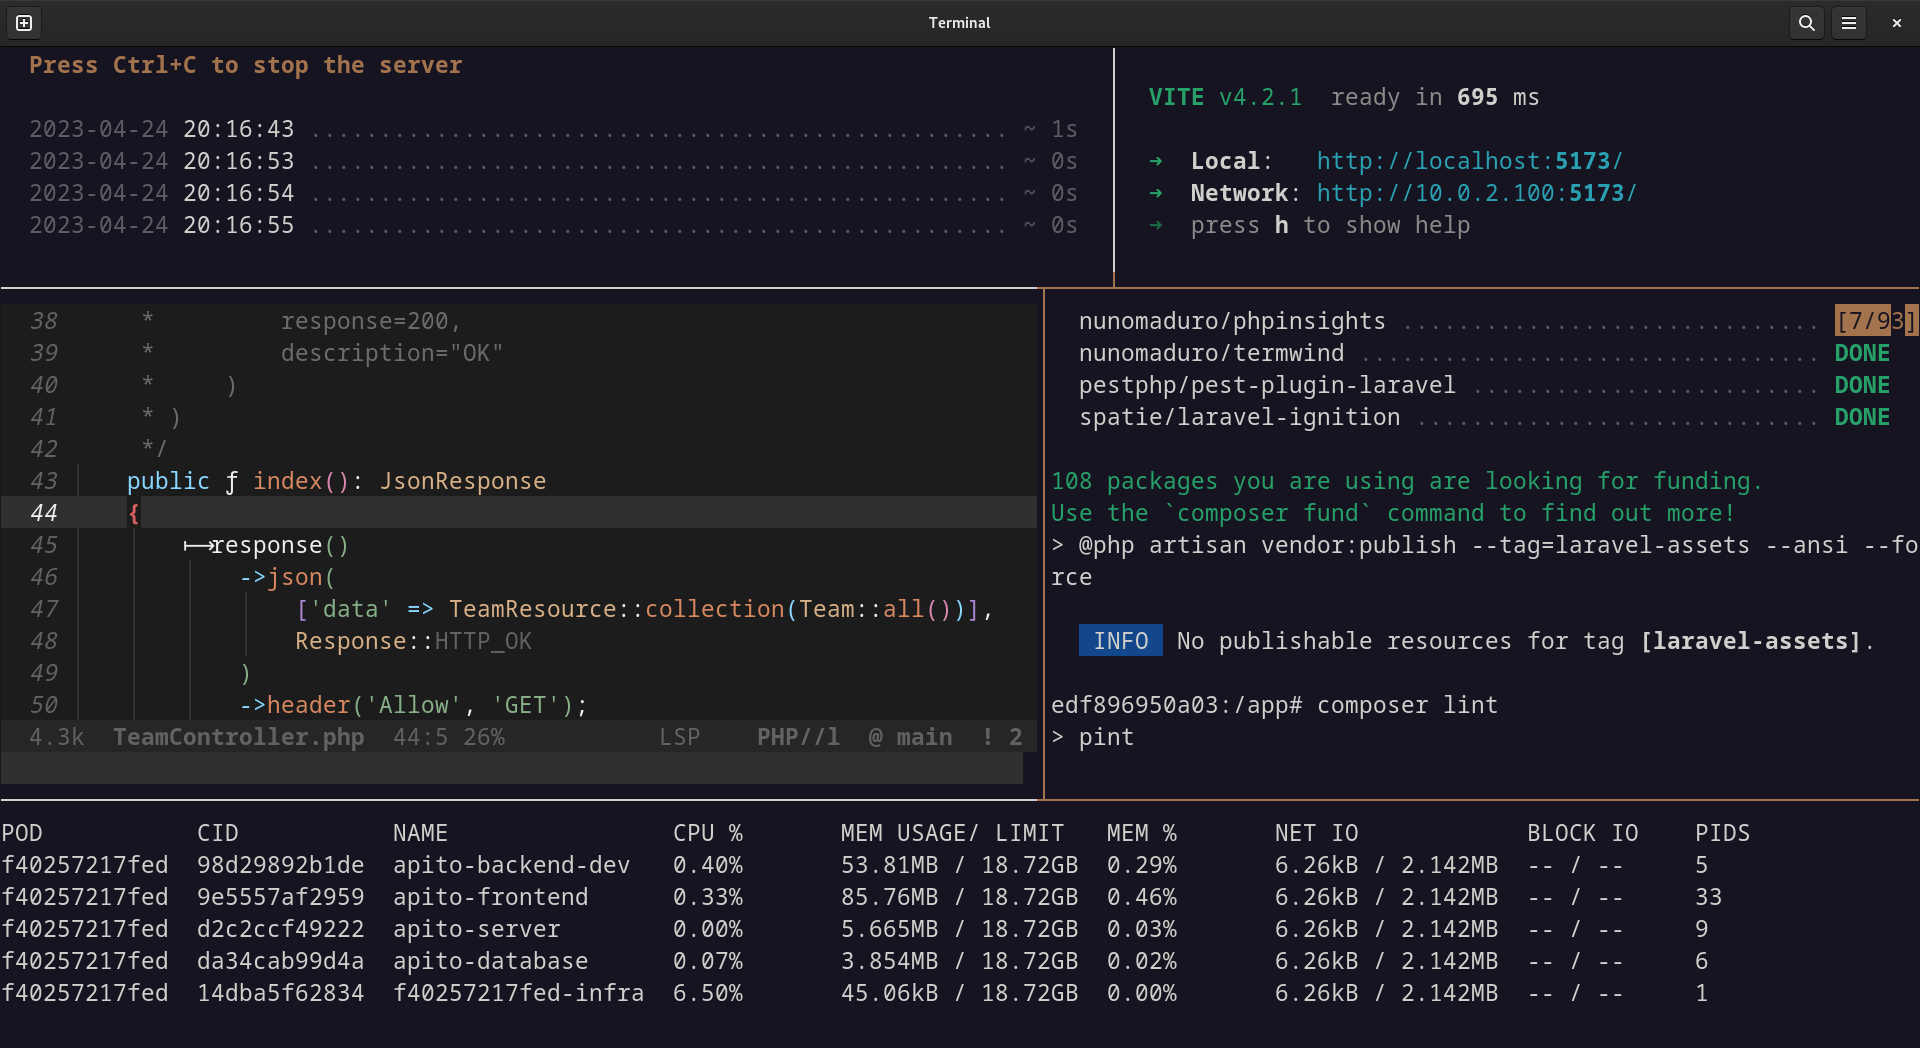 Terminal
Press Ctrl+C to stop the server
2023-04-24 20:16:43 .................................................. ~ 1s
2023-04-24 20:16:53 .................................................. ~ 0s
2023-04-24 20:16:54 .................................................. ~ 0s
2023-04-24 20:16:55 .................................................. ~ 0s
VITE v4.2.1  ready in 695 ms
➜  Local:   http://localhost:5173/
➜  Network: http://10.0.2.100:5173/
➜  press h to show help
38      *         response=200,
39      *         description="OK"
40      *     )
41      * )
42      */
43     public ƒ index(): JsonResponse
44     {
45         ⟼response()
46             ->json(
47                 ['data' => TeamResource::collection(Team::all())],
48                 Response::HTTP_OK
49             )
50             ->header('Allow', 'GET');
4.3k  TeamController.php  44:5 26%           LSP    PHP//l  @ main  ! 2
nunomaduro/phpinsights .............................. [7/93]
nunomaduro/termwind ................................. DONE
pestphp/pest-plugin-laravel ......................... DONE
spatie/laravel-ignition ............................. DONE
108 packages you are using are looking for funding.
Use the `composer fund` command to find out more!
> @php artisan vendor:publish --tag=laravel-assets --ansi --fo
rce
INFO  No publishable resources for tag [laravel-assets].
edf896950a03:/app# composer lint
> pint
POD           CID           NAME                CPU %       MEM USAGE/ LIMIT   MEM %       NET IO            BLOCK IO    PIDS
f40257217fed  98d29892b1de  apito-backend-dev   0.40%       53.81MB / 18.72GB  0.29%       6.26kB / 2.142MB  -- / --     5
f40257217fed  9e5557af2959  apito-frontend      0.33%       85.76MB / 18.72GB  0.46%       6.26kB / 2.142MB  -- / --     33
f40257217fed  d2c2ccf49222  apito-server        0.00%       5.665MB / 18.72GB  0.03%       6.26kB / 2.142MB  -- / --     9
f40257217fed  da34cab99d4a  apito-database      0.07%       3.854MB / 18.72GB  0.02%       6.26kB / 2.142MB  -- / --     6
f40257217fed  14dba5f62834  f40257217fed-infra  6.50%       45.06kB / 18.72GB  0.00%       6.26kB / 2.142MB  -- / --     1